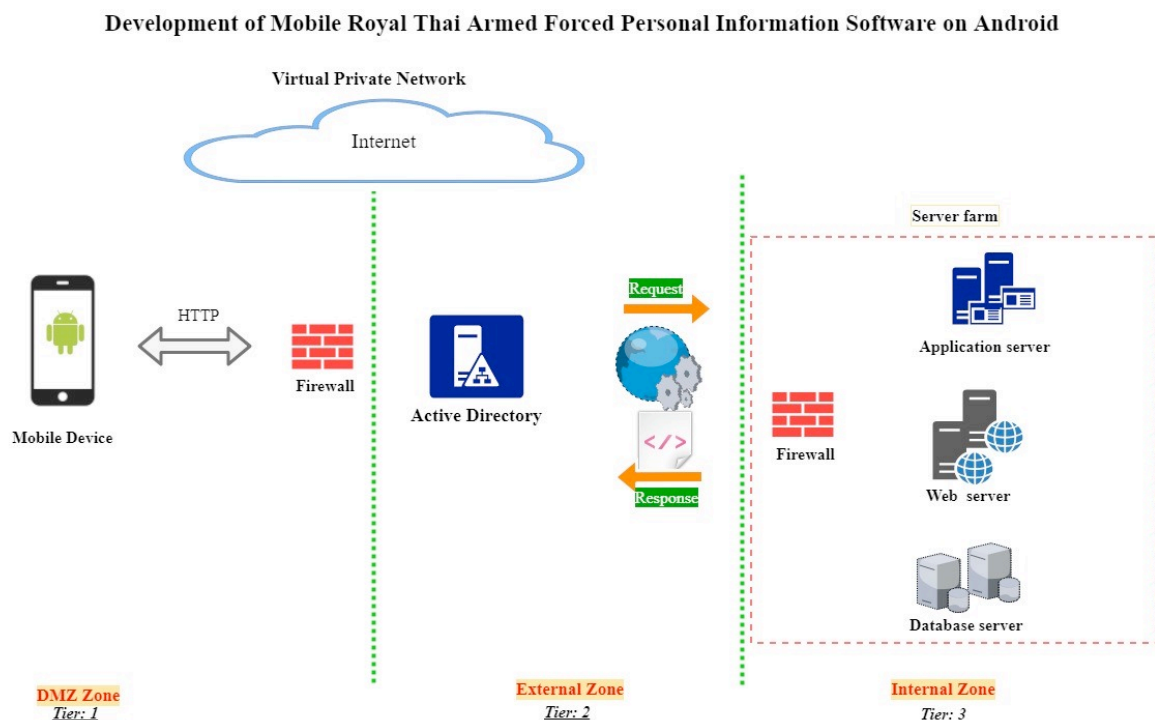 Development of Mobile Royal Thai Armed Forced Personal Information Software on Android
Virtual Private Network
Internet
Server farm
Request
HTTP
Application server
Firewall
Active Directory
</>
Mobile Device
Firewall
Response
Web server
Database server
DMZ Zone
Tier: 1
External Zone
Tier: 2
Internal Zone
Tier: 3